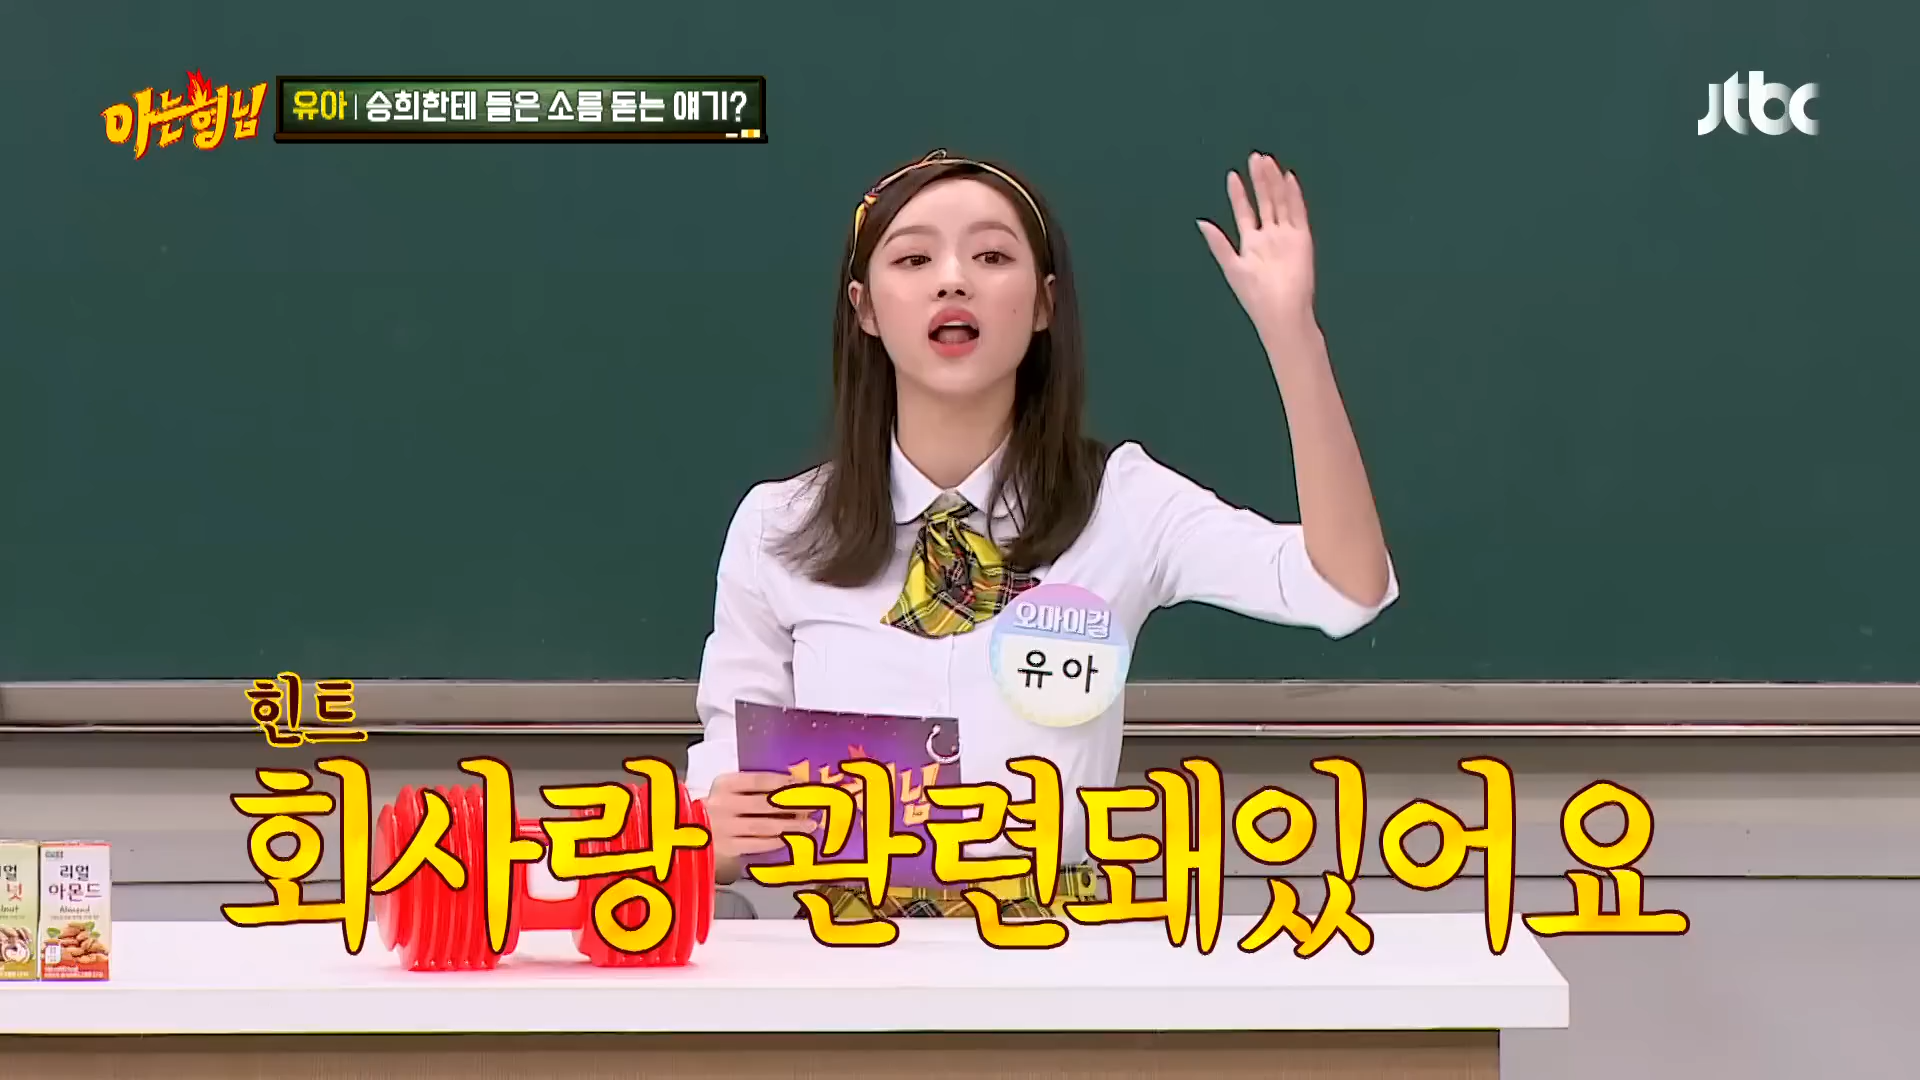 아는형님
유아 | 승희한테 들은 소름 돋는 얘기?
jtbc
오마이걸
유아
힌트
회사랑 관련돼있어요
리얼
아몬드
Almond